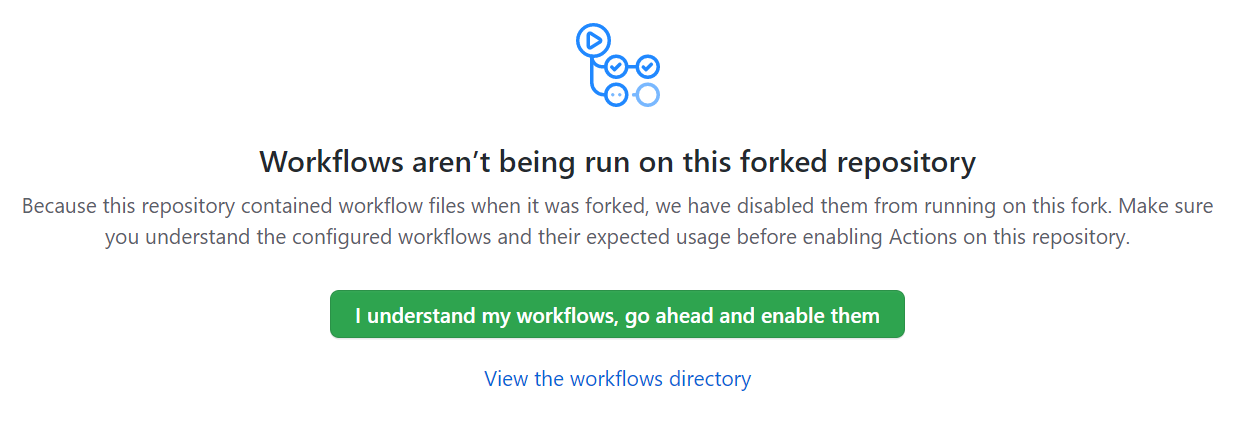 Workflows aren’t being run on this forked repository
Because this repository contained workflow files when it was forked, we have disabled them from running on this fork. Make sure
you understand the configured workflows and their expected usage before enabling Actions on this repository.
I understand my workflows, go ahead and enable them
View the workflows directory